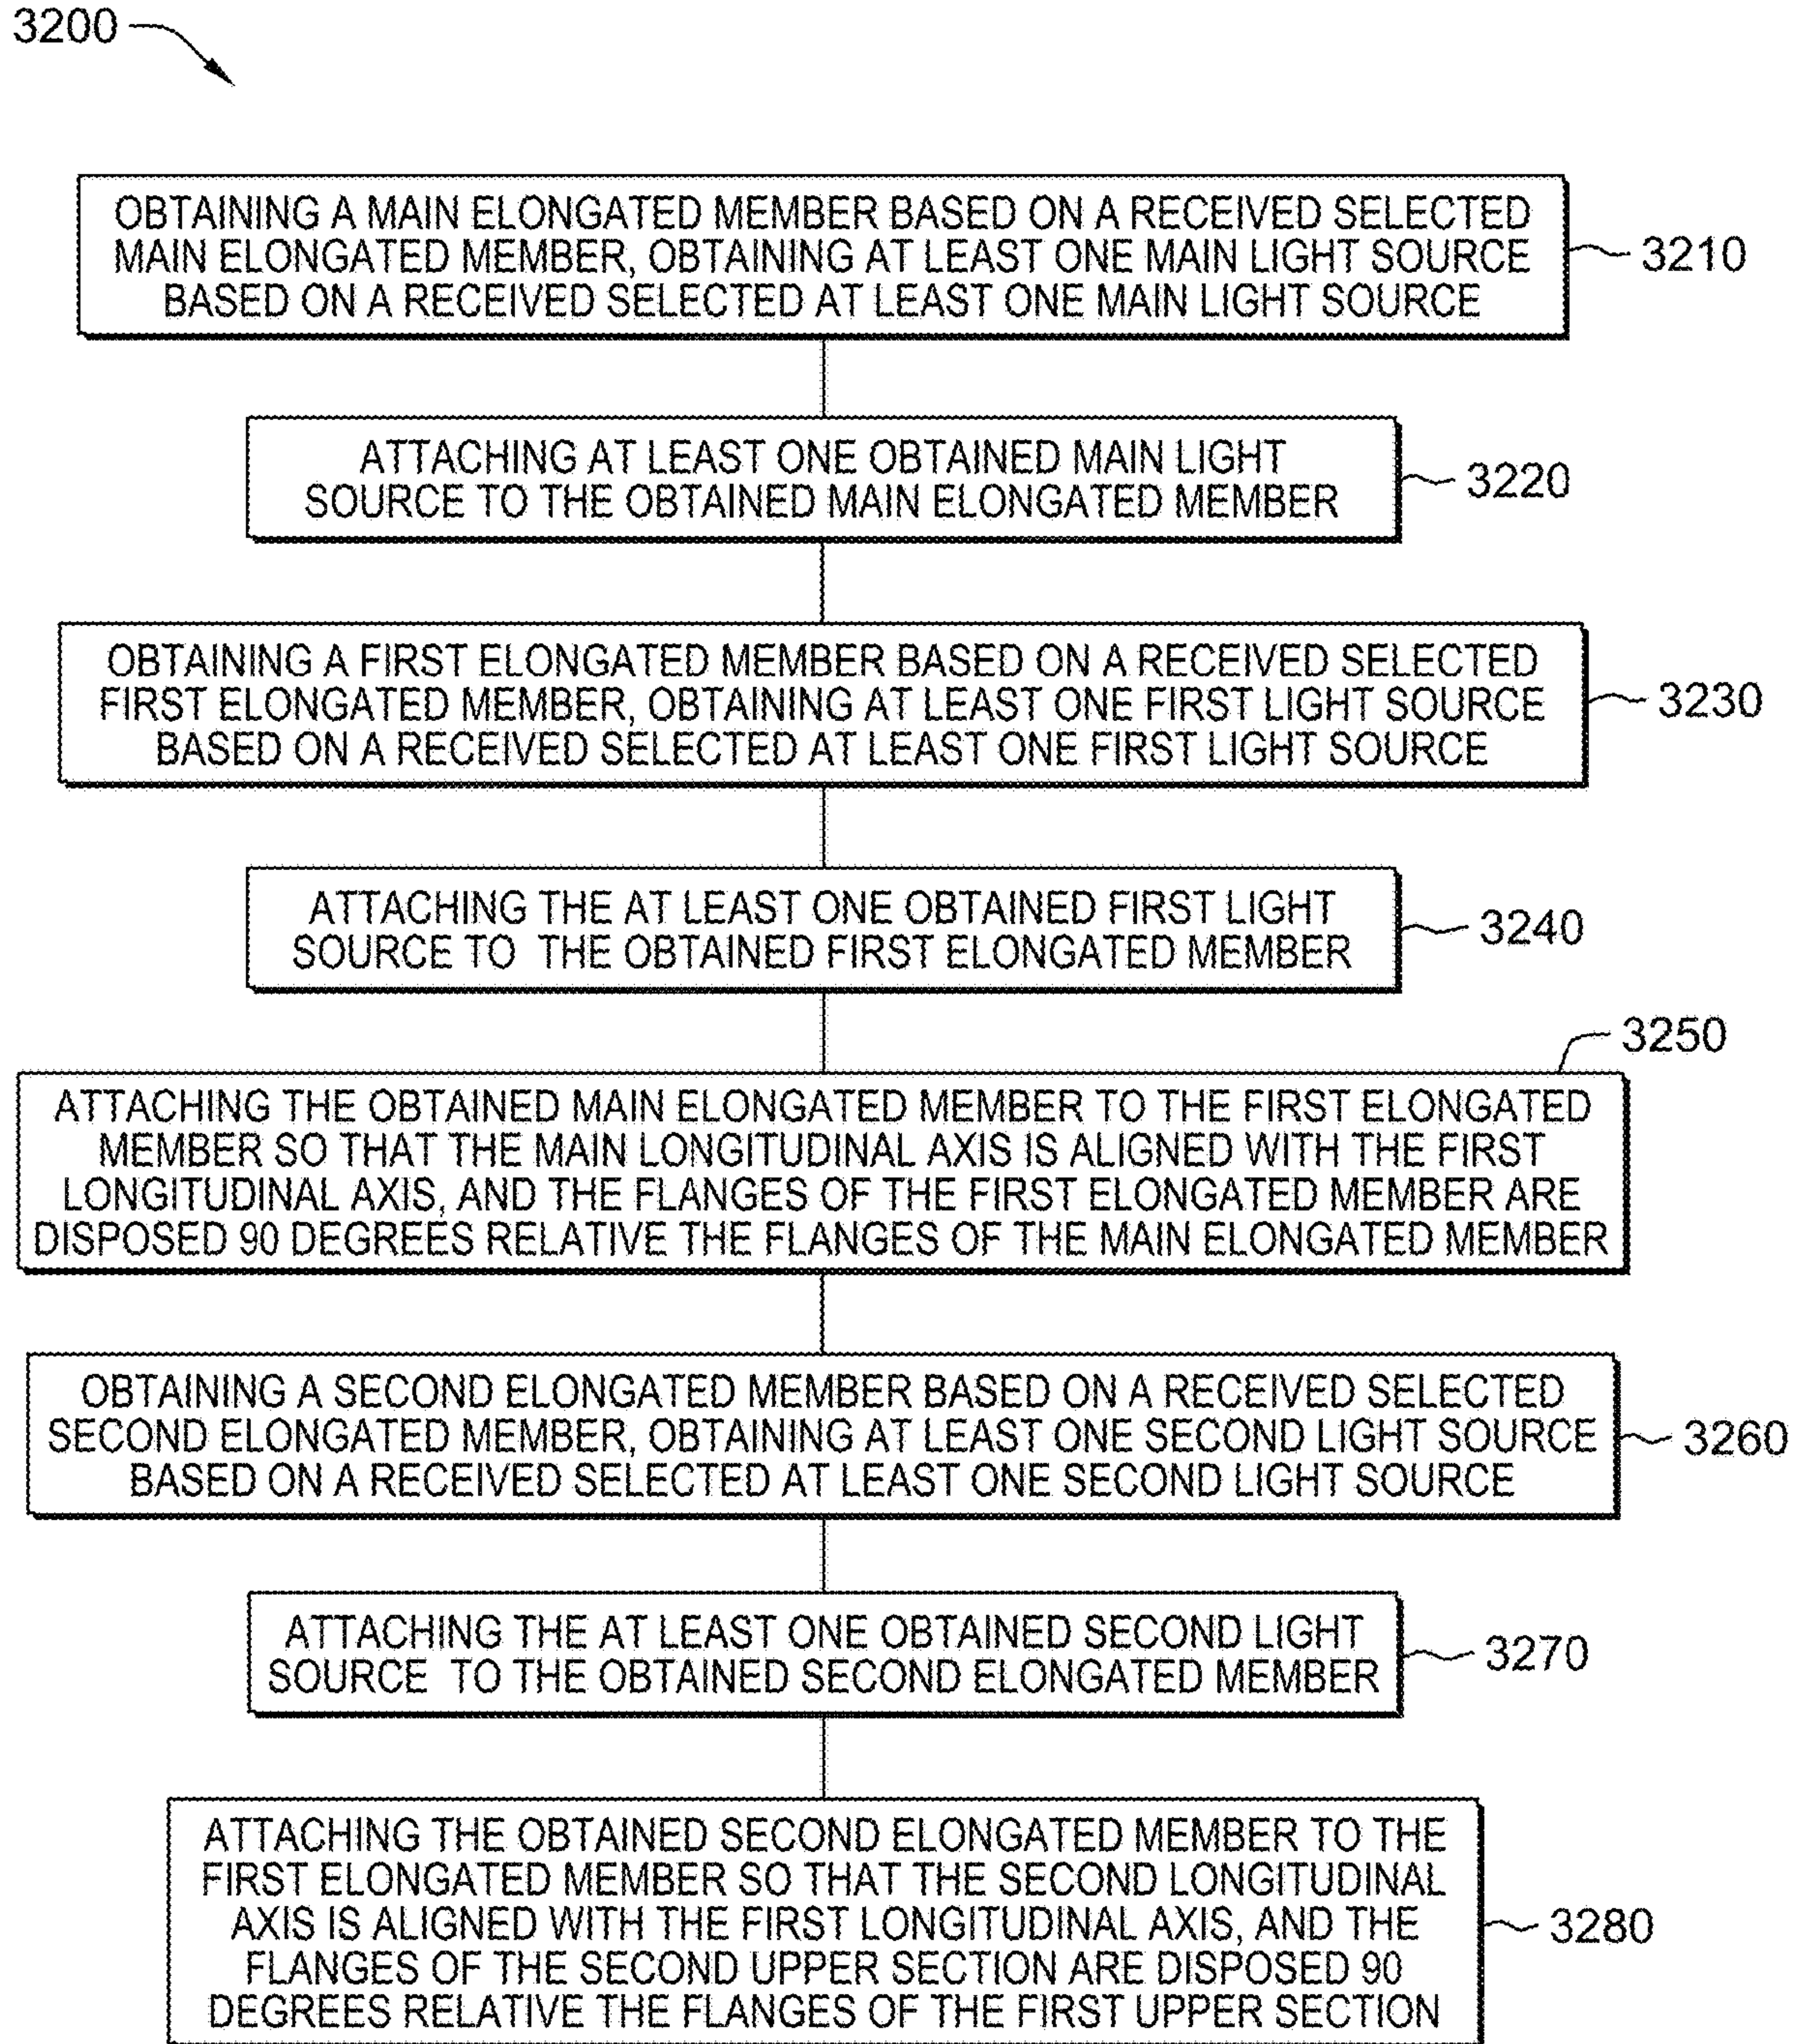 3200
OBTAINING A MAIN ELONGATED MEMBER BASED ON A RECEIVED SELECTED
MAIN ELONGATED MEMBER, OBTAINING AT LEAST ONE MAIN LIGHT SOURCE
BASED ON A RECEIVED SELECTED AT LEAST ONE MAIN LIGHT SOURCE
3210
ATTACHING AT LEAST ONE OBTAINED MAIN LIGHT
SOURCE TO THE OBTAINED MAIN ELONGATED MEMBER
3220
OBTAINING A FIRST ELONGATED MEMBER BASED ON A RECEIVED SELECTED
FIRST ELONGATED MEMBER, OBTAINING AT LEAST ONE FIRST LIGHT SOURCE
BASED ON A RECEIVED SELECTED AT LEAST ONE FIRST LIGHT SOURCE
3230
ATTACHING THE AT LEAST ONE OBTAINED FIRST LIGHT
SOURCE TO THE OBTAINED FIRST ELONGATED MEMBER
3240
3250
ATTACHING THE OBTAINED MAIN ELONGATED MEMBER TO THE FIRST ELONGATED
MEMBER SO THAT THE MAIN LONGITUDINAL AXIS IS ALIGNED WITH THE FIRST
LONGITUDINAL AXIS, AND THE FLANGES OF THE FIRST ELONGATED MEMBER ARE
DISPOSED 90 DEGREES RELATIVE THE FLANGES OF THE MAIN ELONGATED MEMBER
OBTAINING A SECOND ELONGATED MEMBER BASED ON A RECEIVED SELECTED
SECOND ELONGATED MEMBER, OBTAINING AT LEAST ONE SECOND LIGHT SOURCE
BASED ON A RECEIVED SELECTED AT LEAST ONE SECOND LIGHT SOURCE
3260
ATTACHING THE AT LEAST ONE OBTAINED SECOND LIGHT
SOURCE TO THE OBTAINED SECOND ELONGATED MEMBER
3270
ATTACHING THE OBTAINED SECOND ELONGATED MEMBER TO THE
FIRST ELONGATED MEMBER SO THAT THE SECOND LONGITUDINAL
AXIS IS ALIGNED WITH THE FIRST LONGITUDINAL AXIS, AND THE
FLANGES OF THE SECOND UPPER SECTION ARE DISPOSED 90
DEGREES RELATIVE THE FLANGES OF THE FIRST UPPER SECTION
3280